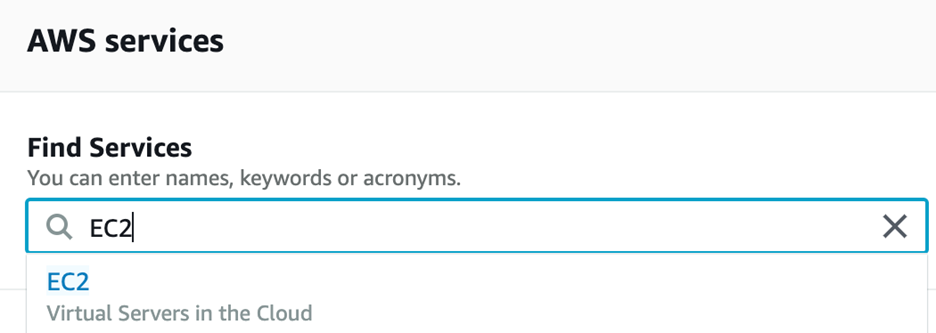 AWS services
Find Services
You can enter names, keywords or acronyms.
EC2
EC2
Virtual Servers in the Cloud